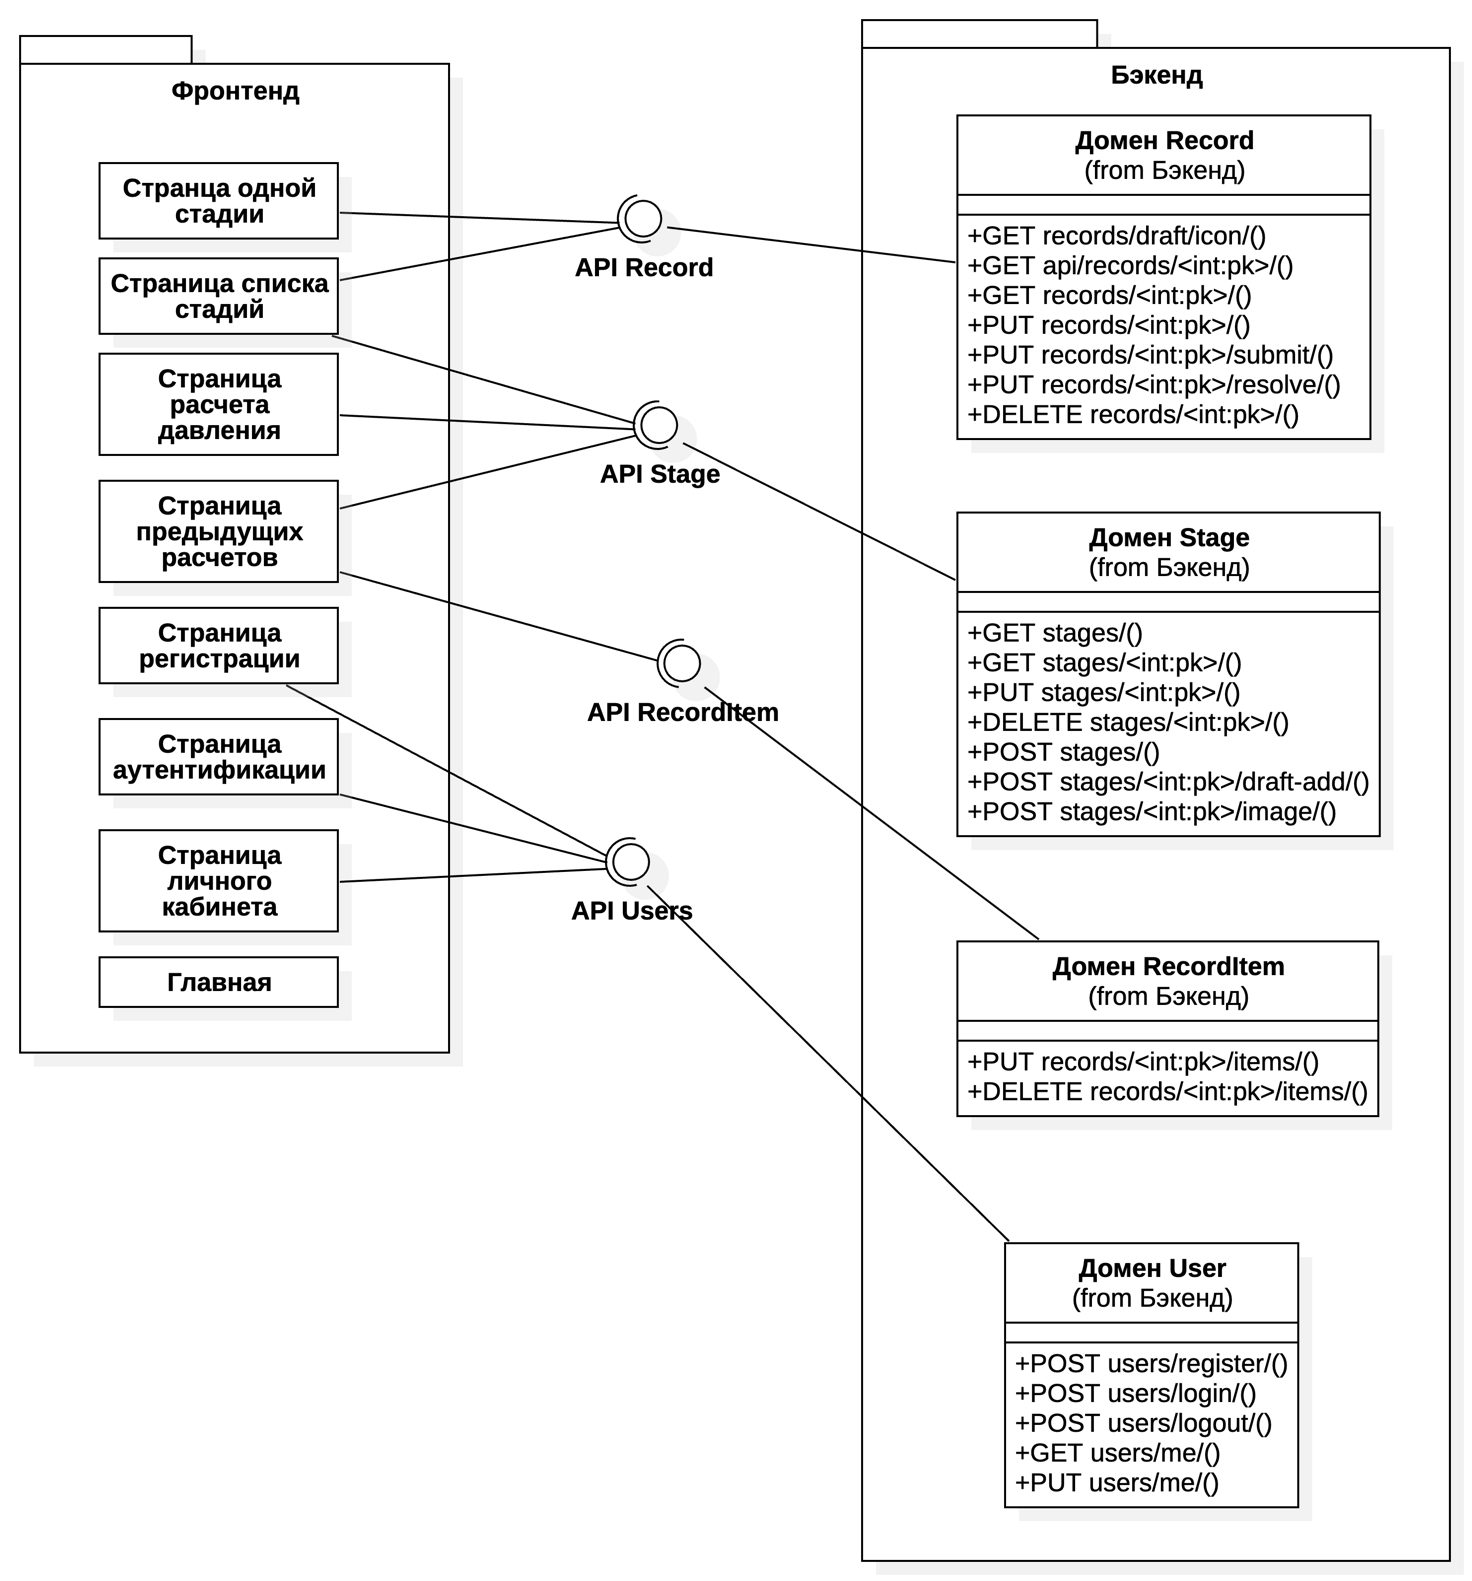 Фронтенд
Странца одной
стадии
Страница списка
стадий
Страница
расчета
давления
Страница
предыдущих
расчетов
Страница
регистрации
Страница
аутентификации
Страница
личного
кабинета
Главная
API Record
API Stage
API RecordItem
API Users
Бэкенд
Домен Record
(from Бэкенд)
+GET records/draft/icon/()
+GET api/records/<int:pk>/()
+GET records/<int:pk>/()
+PUT records/<int:pk>/()
+PUT records/<int:pk>/submit/()
+PUT records/<int:pk>/resolve/()
+DELETE records/<int:pk>/()
Домен Stage
(from Бэкенд)
+GET stages/()
+GET stages/<int:pk>/()
+PUT stages/<int:pk>/()
+DELETE stages/<int:pk>/()
+POST stages/()
+POST stages/<int:pk>/draft-add/()
+POST stages/<int:pk>/image/()
Домен RecordItem
(from Бэкенд)
+PUT records/<int:pk>/items/()
+DELETE records/<int:pk>/items/()
Домен User
(from Бэкенд)
+POST users/register/()
+POST users/login/()
+POST users/logout/()
+GET users/me/()
+PUT users/me/()